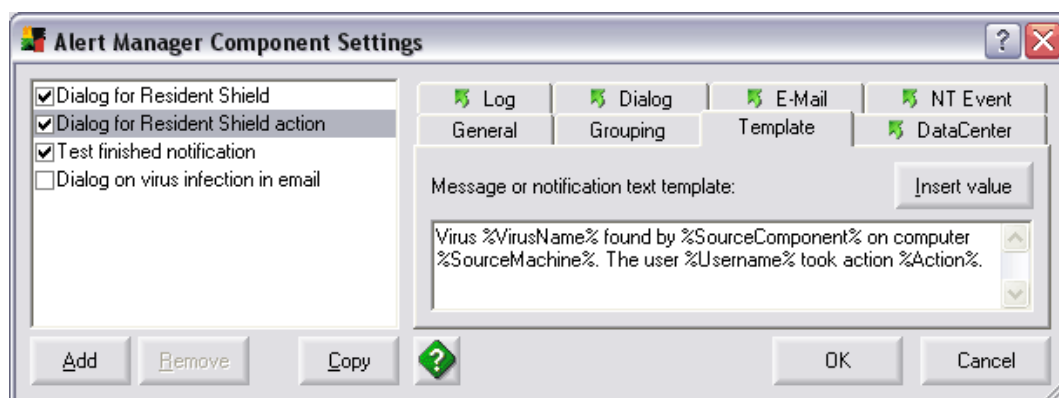 Alert Manager Component Settings
?
Dialog for Resident Shield
Dialog for Resident Shield action
Test finished notification
Dialog on virus infection in email
Log
Dialog
E-Mail
NT Event
General
Grouping
Template
DataCenter
Message or notification text template:
Insert value
Virus %VirusName% found by %SourceComponent% on computer
%SourceMachine%. The user %Username% took action %Action%.
Add
Remove
Copy
?
OK
Cancel